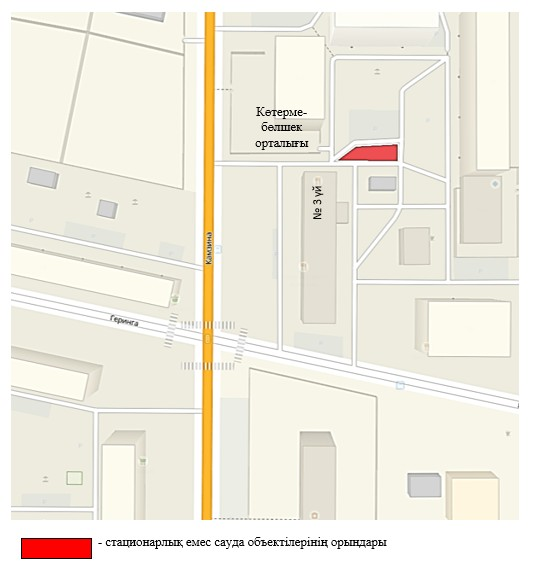 Көтерме-
бөлшек
орталығы
№ 3 үй
Камзина
Геринга
- стационарлық емес сауда объектілерінің орындары